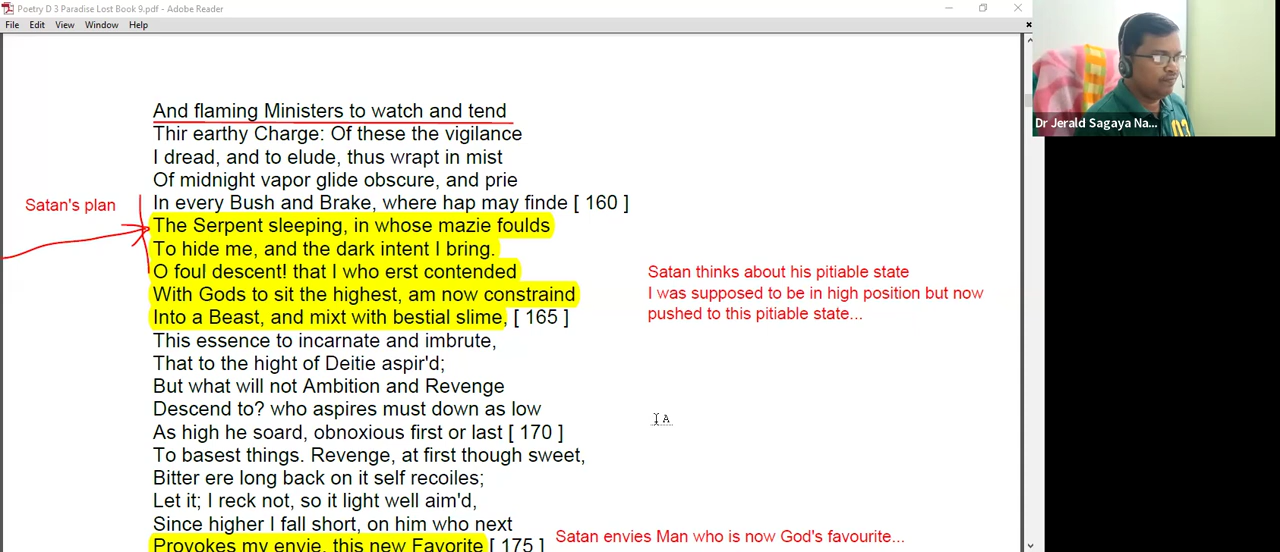 Poetry D 3 Paradise Lost Book 9.pdf - Adobe Reader
File Edit View Window Help
And flaming Ministers to watch and tend
Thir earthy Charge: Of these the vigilance
I dread, and to elude, thus wrapt in mist
Of midnight vapor glide obscure, and prie
In every Bush and Brake, where hap may finde [ 160 ]
Satan's plan
The Serpent sleeping, in whose mazie foulds
To hide me, and the dark intent I bring.
O foul descent! that I who erst contended
With Gods to sit the highest, am now constraind
Into a Beast, and mixt with bestial slime, [ 165 ]
Satan thinks about his pitiable state
I was supposed to be in high position but now
pushed to this pitiable state...
This essence to incarnate and imbrute,
That to the hight of Deitie aspir'd;
But what will not Ambition and Revenge
Descend to? who aspires must down as low
As high he soard, obnoxious first or last [ 170 ]
To basest things. Revenge, at first though sweet,
Bitter ere long back on it self recoiles;
Let it; I reck not, so it light well aim'd,
Since higher I fall short, on him who next
Provokes my envie, this new Favorite [ 175 ]
Satan envies Man who is now God's favourite...
Dr Jerald Sagaya Na...
03